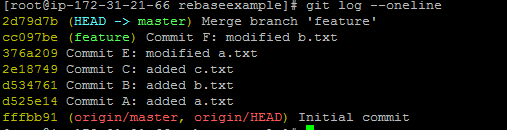 [root@ip-172-31-21-66 rebaseexample]# git log --oneline
2d79d7b (HEAD -> master) Merge branch 'feature'
cc097be (feature) Commit F: modified b.txt
376a209 Commit E: modified a.txt
2e18749 Commit C: added c.txt
d534761 Commit B: added b.txt
d525e14 Commit A: added a.txt
fffbb91 (origin/master, origin/HEAD) Initial commit